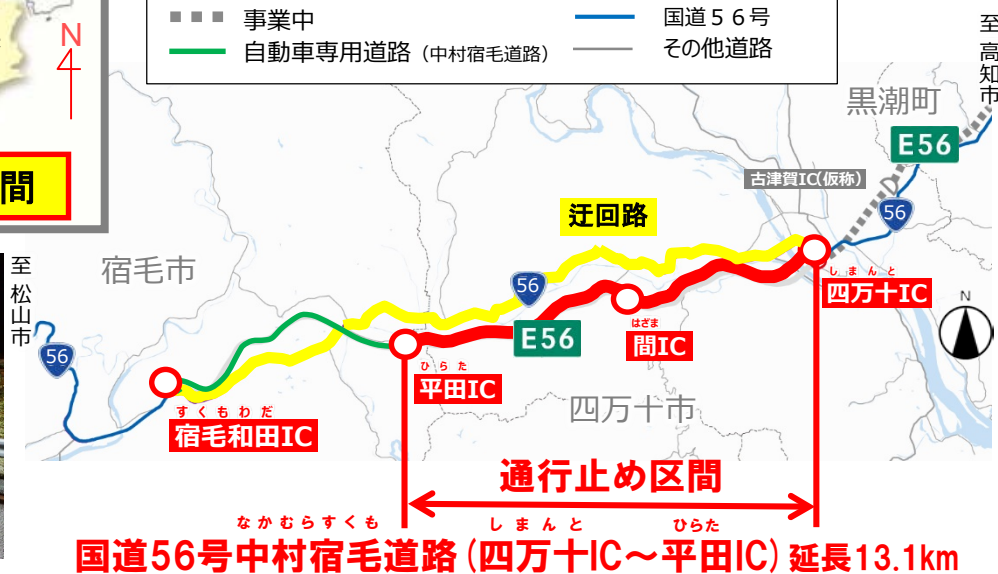 事業中
国道56号
自動車専用道路（中村宿毛道路）
その他道路
N
間
至 高知市
黒潮町
E56
古津賀IC(仮称)
迂回路
56
至 松山市
宿毛市
56
しまんと
四万十IC
N
56
E56
はざま
間IC
ひらた
平田IC
四万十市
すくもわだ
宿毛和田IC
通行止め区間
なかむらすくも しまんと ひらた
国道56号中村宿毛道路(四万十IC～平田IC) 延長13.1km